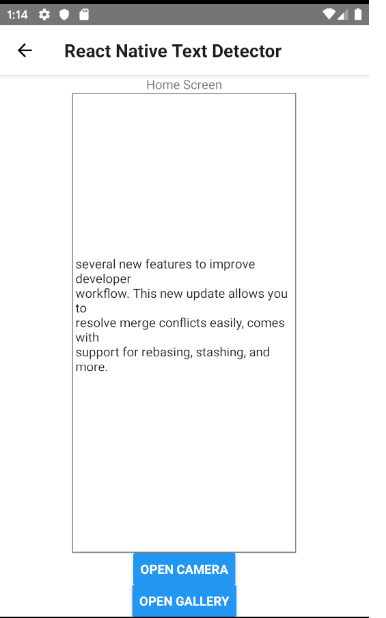 1:14
React Native Text Detector
Home Screen
several new features to improve
developer
workflow. This new update allows you
to
resolve merge conflicts easily, comes
with
support for rebasing, stashing, and
more.
OPEN CAMERA
OPEN GALLERY